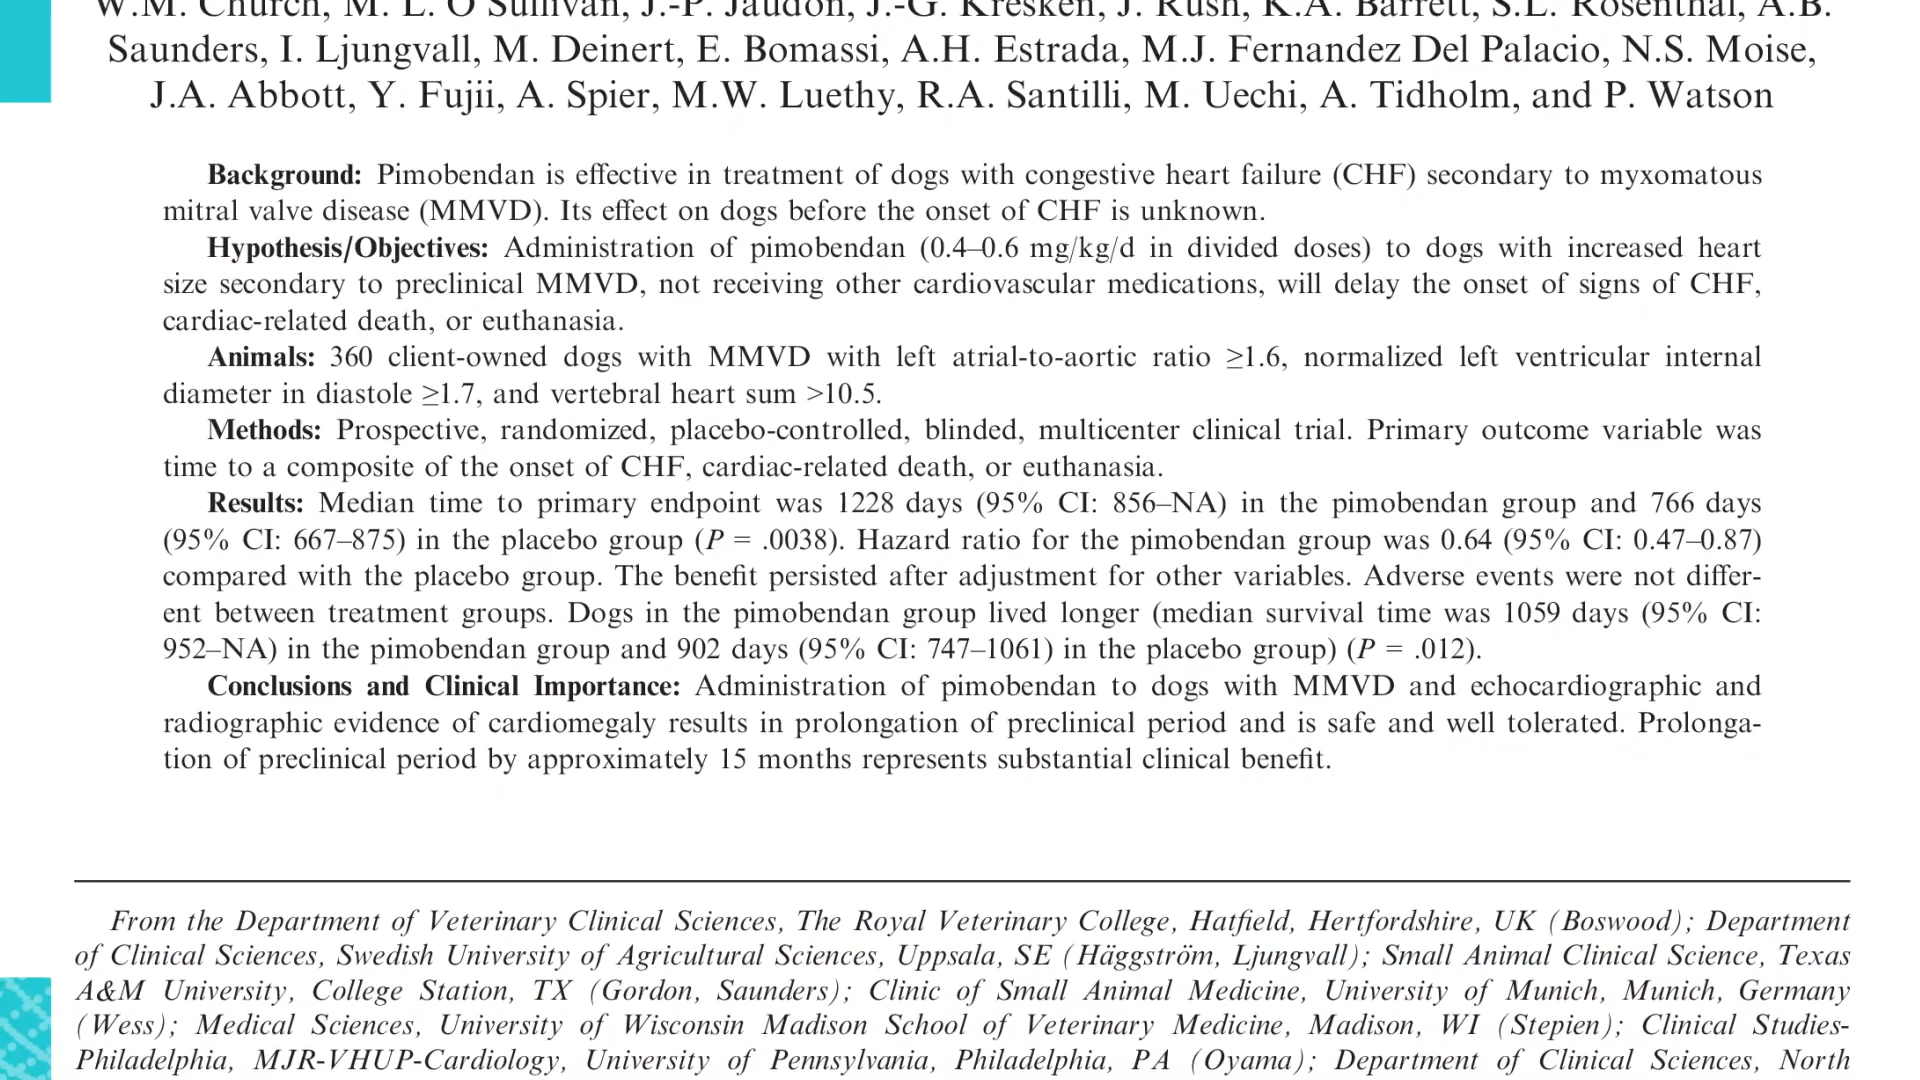 W.M. Church, M. L. O'Sullivan, J.-P. Jaudon, J.-G. Kresken, J. Rush, K.A. Barrett, S.L. Rosenthal, A.B.
Saunders, I. Ljungvall, M. Deinert, E. Bomassi, A.H. Estrada, M.J. Fernandez Del Palacio, N.S. Moise,
J.A. Abbott, Y. Fujii, A. Spier, M.W. Luethy, R.A. Santilli, M. Uechi, A. Tidholm, and P. Watson
Background: Pimobendan is effective in treatment of dogs with congestive heart failure (CHF) secondary to myxomatous
mitral valve disease (MMVD). Its effect on dogs before the onset of CHF is unknown.
Hypothesis/Objectives: Administration of pimobendan (0.4–0.6 mg/kg/d in divided doses) to dogs with increased heart
size secondary to preclinical MMVD, not receiving other cardiovascular medications, will delay the onset of signs of CHF,
cardiac-related death, or euthanasia.
Animals: 360 client-owned dogs with MMVD with left atrial-to-aortic ratio ≥1.6, normalized left ventricular internal
diameter in diastole ≥1.7, and vertebral heart sum >10.5.
Methods: Prospective, randomized, placebo-controlled, blinded, multicenter clinical trial. Primary outcome variable was
time to a composite of the onset of CHF, cardiac-related death, or euthanasia.
Results: Median time to primary endpoint was 1228 days (95% CI: 856–NA) in the pimobendan group and 766 days
(95% CI: 667–875) in the placebo group (P = .0038). Hazard ratio for the pimobendan group was 0.64 (95% CI: 0.47–0.87)
compared with the placebo group. The benefit persisted after adjustment for other variables. Adverse events were not differ-
ent between treatment groups. Dogs in the pimobendan group lived longer (median survival time was 1059 days (95% CI:
952–NA) in the pimobendan group and 902 days (95% CI: 747–1061) in the placebo group) (P = .012).
Conclusions and Clinical Importance: Administration of pimobendan to dogs with MMVD and echocardiographic and
radiographic evidence of cardiomegaly results in prolongation of preclinical period and is safe and well tolerated. Prolonga-
tion of preclinical period by approximately 15 months represents substantial clinical benefit.
From the Department of Veterinary Clinical Sciences, The Royal Veterinary College, Hatfield, Hertfordshire, UK (Boswood); Department
of Clinical Sciences, Swedish University of Agricultural Sciences, Uppsala, SE (Häggström, Ljungvall); Small Animal Clinical Science, Texas
A&M University, College Station, TX (Gordon, Saunders); Clinic of Small Animal Medicine, University of Munich, Munich, Germany
(Wess); Medical Sciences, University of Wisconsin Madison School of Veterinary Medicine, Madison, WI (Stepien); Clinical Studies-
Philadelphia, MJR-VHUP-Cardiology, University of Pennsylvania, Philadelphia, PA (Oyama); Department of Clinical Sciences, North